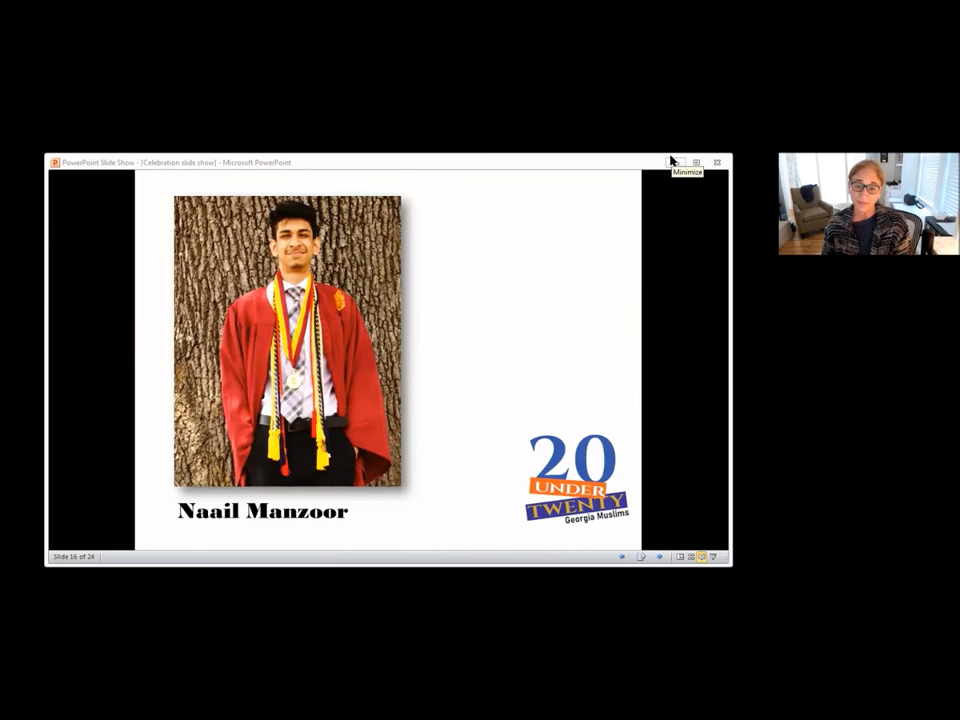 PowerPoint Slide Show - [Celebration slide show] - Microsoft PowerPoint
Minimize
Naail Manzoor
20
UNDER
TWENTY
Georgia Muslims
Slide 16 of 24